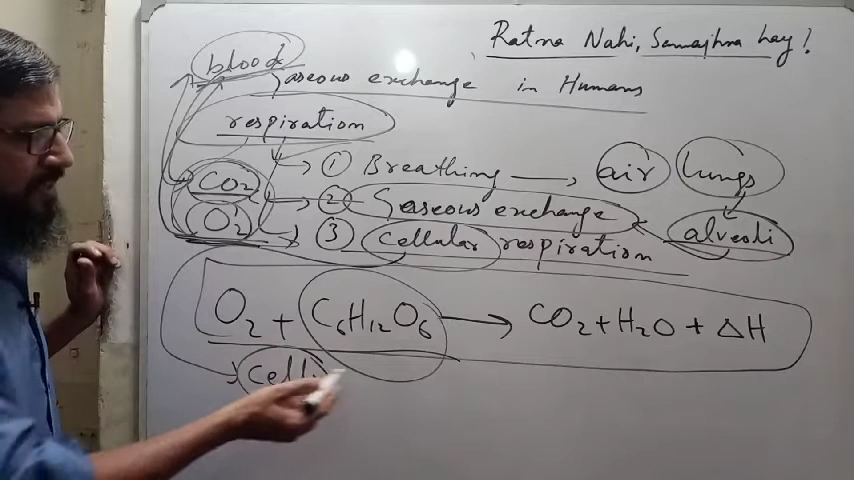 Ratna Nahi, Samajhna hay!
blood
Gaseous exchange in Humans
respiration
① Breathing → air lungs
CO2 ② Gaseous exchange
O2 ③ cellular respiration alveoli
O2 + C6H12O6 → CO2 + H2O + ΔH
Cell